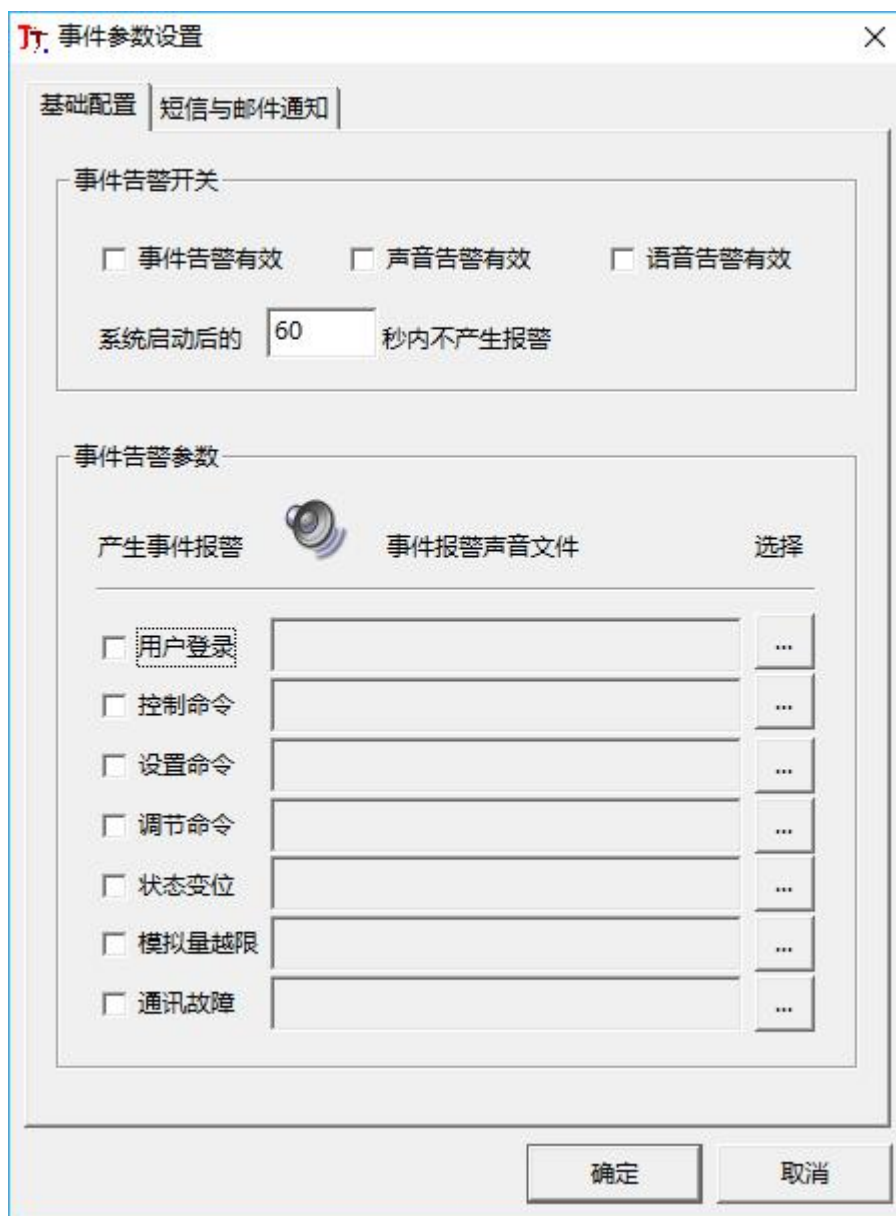 事件参数设置
基础配置 短信与邮件通知
事件告警开关
事件告警有效 声音告警有效 语音告警有效
系统启动后的 60 秒内不产生报警
事件告警参数
产生事件报警 事件报警声音文件 选择
用户登录 ...
控制命令 ...
设置命令 ...
调节命令 ...
状态变位 ...
模拟量越限 ...
通讯故障 ...
确定 取消